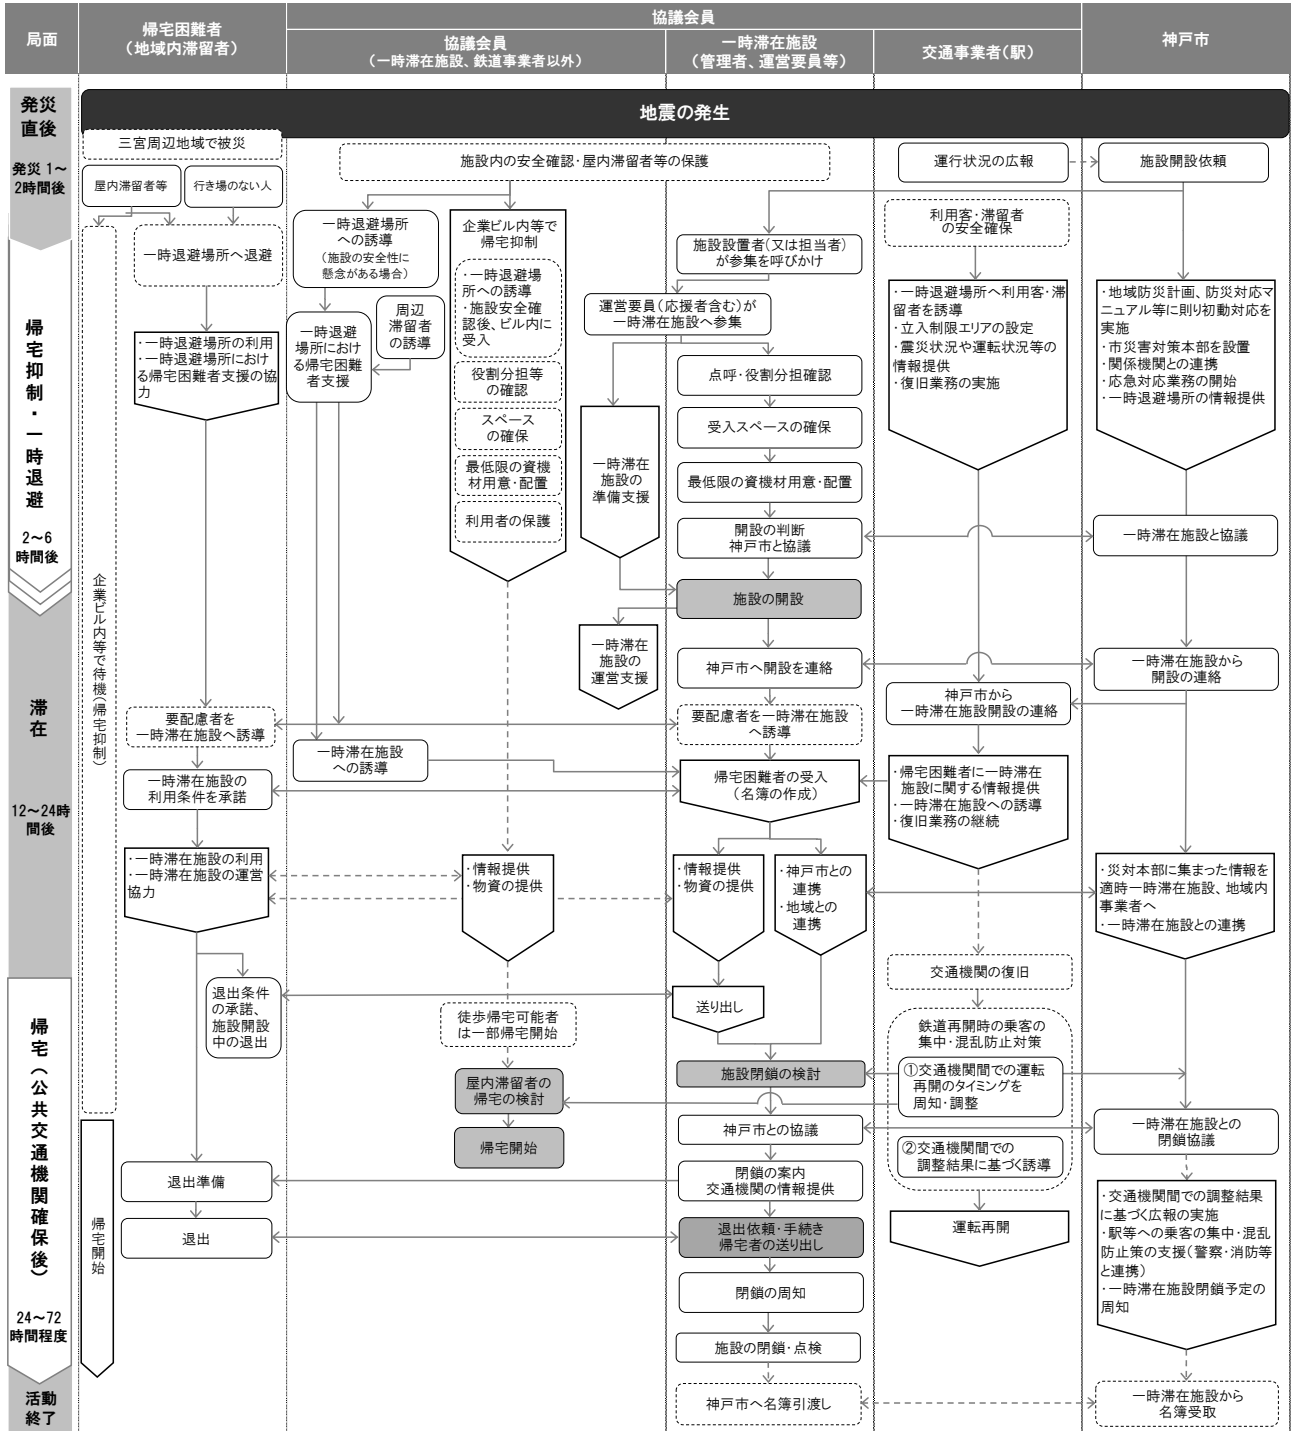 局面
帰宅困難者
（地域内滞留者）
協議会員
協議会員
（一時滞在施設、鉄道事業者以外）
一時滞在施設
（管理者、運営要員等）
交通事業者（駅）
神戸市
発災
直後
発災 1～
2時間後
帰宅抑制・一時退避
2～6
時間後
滞在
12～24時
間後
帰宅（公共交通機関確保後）
24～72
時間程度
活動
終了
地震の発生
三宮周辺地域で被災
屋内滞留者等
行き場のない人
一時退避場所へ退避
・一時退避場所の利用
・一時退避場所におけ
る帰宅困難者支援の協
力
企業ビル内等で待機（帰宅抑制）
要配慮者を
一時滞在施設へ誘導
一時滞在施設の
利用条件を承諾
・一時滞在施設の利用
・一時滞在施設の運営
協力
退出条件
の承諾、
施設開設
中の退出
退出準備
退出
帰宅開始
施設内の安全確認・屋内滞留者等の保護
一時退避場所
への誘導
（施設の安全性に
懸念がある場合）
周辺
滞留者
の誘導
一時退避
場所におけ
る帰宅困難
者支援
企業ビル内等で
帰宅抑制
・一時退避場
所への誘導
・施設安全確
認後、ビル内に
受入
役割分担等
の確認
スペース
の確保
最低限の資機
材用意・配置
利用者の保護
一時滞在施設
への誘導
・情報提供
・物資の提供
徒歩帰宅可能者
は一部帰宅開始
屋内滞留者の
帰宅の検討
帰宅開始
施設設置者（又は担当者）
が参集を呼びかけ
運営要員（応援者含む）が
一時滞在施設へ参集
点呼・役割分担確認
受入スペースの確保
最低限の資機材用意・配置
一時滞在
施設の
準備支援
開設の判断
神戸市と協議
施設の開設
一時滞在
施設の
運営支援
神戸市へ開設を連絡
要配慮者を一時滞在施設
へ誘導
帰宅困難者の受入
（名簿の作成）
・情報提供
・物資の提供
・神戸市との
連携
・地域との
連携
送り出し
施設閉鎖の検討
神戸市との協議
閉鎖の案内
交通機関の情報提供
退出依頼・手続き
帰宅者の送り出し
閉鎖の周知
施設の閉鎖・点検
神戸市へ名簿引渡し
運行状況の広報
利用客・滞留者
の安全確保
・一時退避場所へ利用客・滞
留者を誘導
・立入制限エリアの設定
・震災状況や運転状況等の
情報提供
・復旧業務の実施
神戸市から
一時滞在施設開設の連絡
・帰宅困難者に一時滞在
施設に関する情報提供
・一時滞在施設への誘導
・復旧業務の継続
交通機関の復旧
鉄道再開時の乗客の
集中・混乱防止対策
①交通機関間での運転
再開のタイミングを
周知・調整
②交通機関間での
調整結果に基づく誘導
運転再開
施設開設依頼
・地域防災計画、防災対応マ
ニュアル等に則り初動対応を
実施
・市災害対策本部を設置
・関係機関との連携
・応急対応業務の開始
・一時退避場所の情報提供
一時滞在施設と協議
一時滞在施設から
開設の連絡
・災対本部に集まった情報を
適時一時滞在施設、地域内
事業者へ
・一時滞在施設との連携
一時滞在施設との
閉鎖協議
・交通機関間での調整結果
に基づく広報の実施
・駅等への乗客の集中・混乱
防止策の支援（警察・消防等
と連携）
・一時滞在施設閉鎖予定の
周知
一時滞在施設から
名簿受取